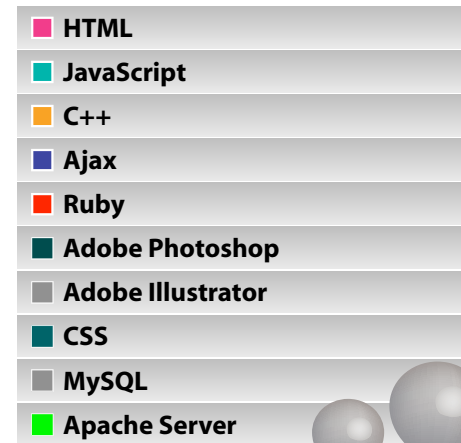 HTML
JavaScript
C++
Ajax
Ruby
Adobe Photoshop
Adobe Illustrator
CSS
MySQL
Apache Server